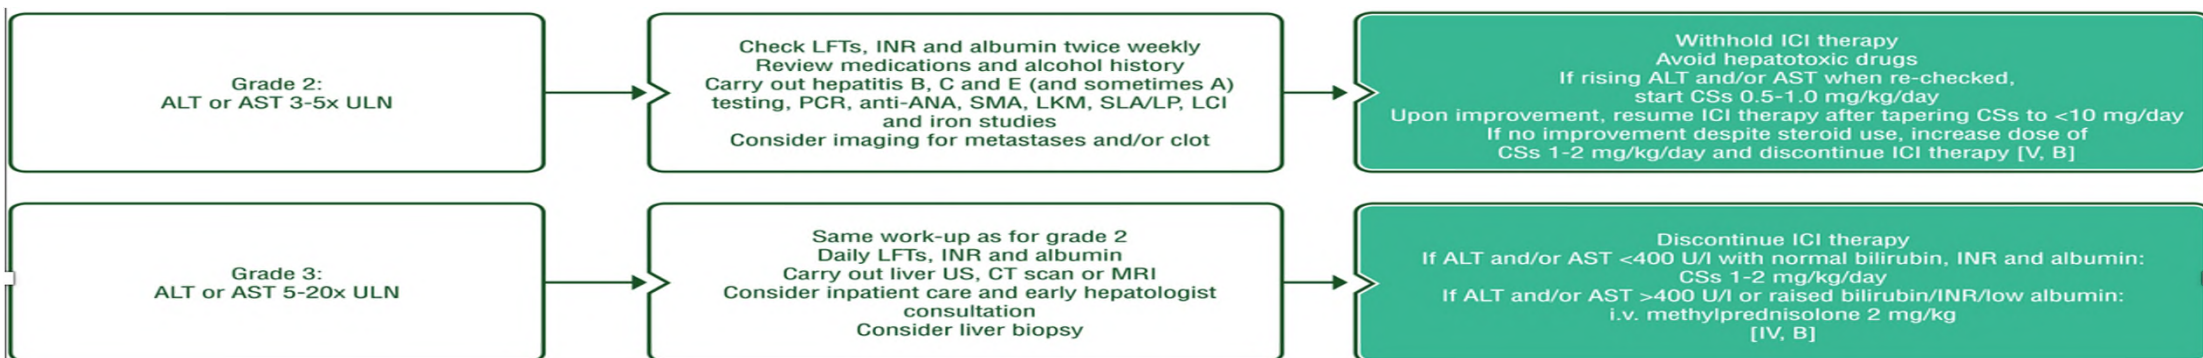 Grade 2:
ALT or AST 3-5x ULN
Check LFTs, INR and albumin twice weekly
Review medications and alcohol history
Carry out hepatitis B, C and E (and sometimes A)
testing, PCR, anti-ANA, SMA, LKM, SLA/LP, LCI
and iron studies
Consider imaging for metastases and/or clot
Withhold ICI therapy
Avoid hepatotoxic drugs
If rising ALT and/or AST when re-checked,
start CSs 0.5-1.0 mg/kg/day
Upon improvement, resume ICI therapy after tapering CSs to <10 mg/day
If no improvement despite steroid use, increase dose of
CSs 1-2 mg/kg/day and discontinue ICI therapy [V, B]
Grade 3:
ALT or AST 5-20x ULN
Same work-up as for grade 2
Daily LFTs, INR and albumin
Carry out liver US, CT scan or MRI
Consider inpatient care and early hepatologist
consultation
Consider liver biopsy
Discontinue ICI therapy
If ALT and/or AST <400 U/l with normal bilirubin, INR and albumin:
CSs 1-2 mg/kg/day
If ALT and/or AST >400 U/l or raised bilirubin/INR/low albumin:
i.v. methylprednisolone 2 mg/kg
[IV, B]